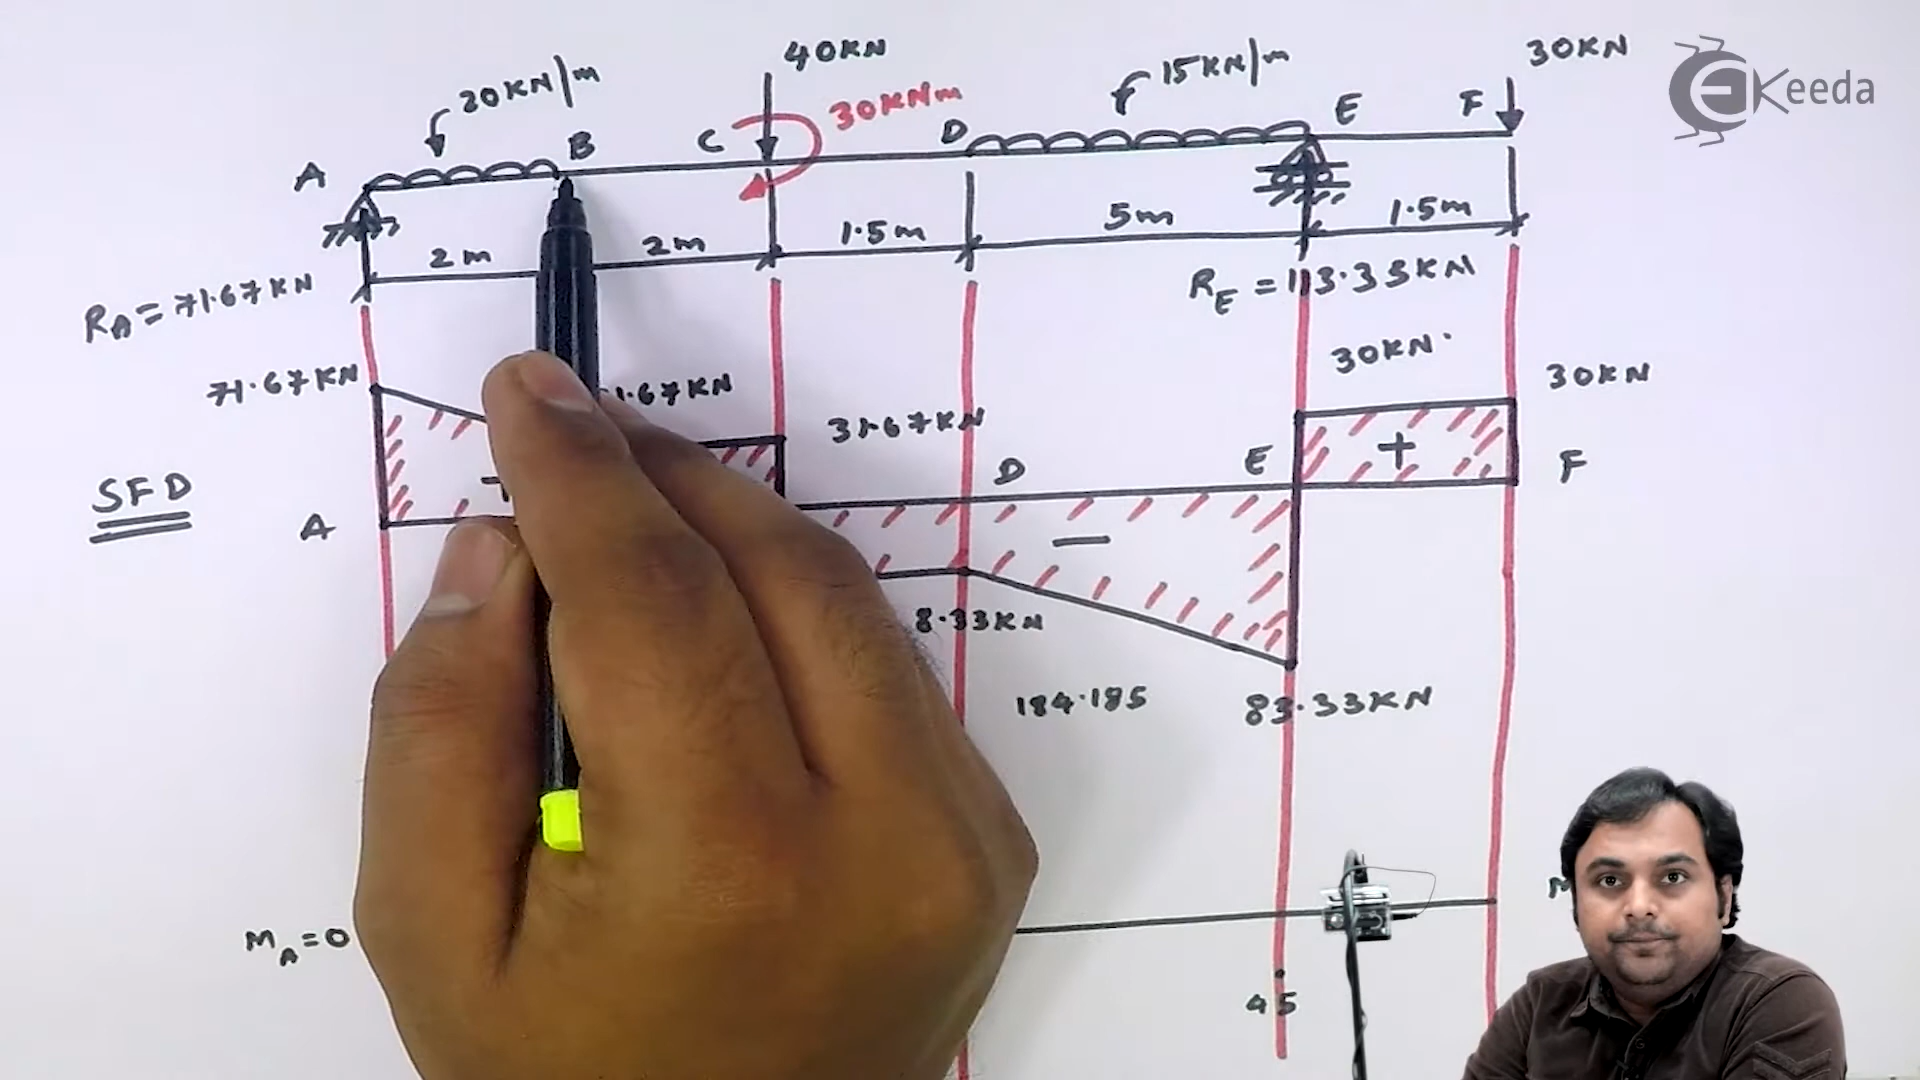 40KN
30KN
Keeda
20KN/m
15KN/m
30KNm
A
B
C
D
E
F
2m
2m
1.5m
5m
1.5m
RA=71.67KN
RE=113.33KN
30KN
71.67KN
1.67KN
31.67KN
30KN
SFD
A
D
E
F
+
−
+
8.33KN
184.185
83.33KN
MA=0
45